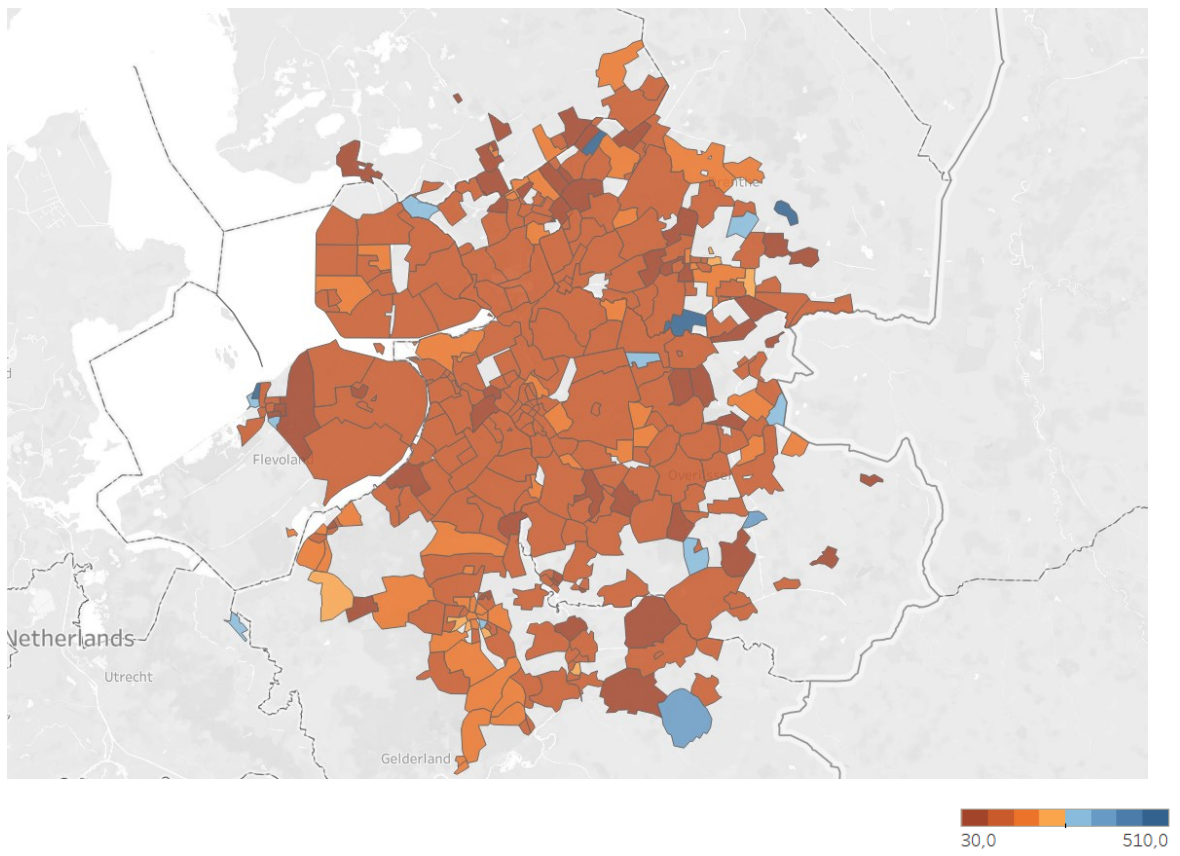 Drenthe
Flevoland
Overijssel
Netherlands
Utrecht
Gelderland
30,0
510,0